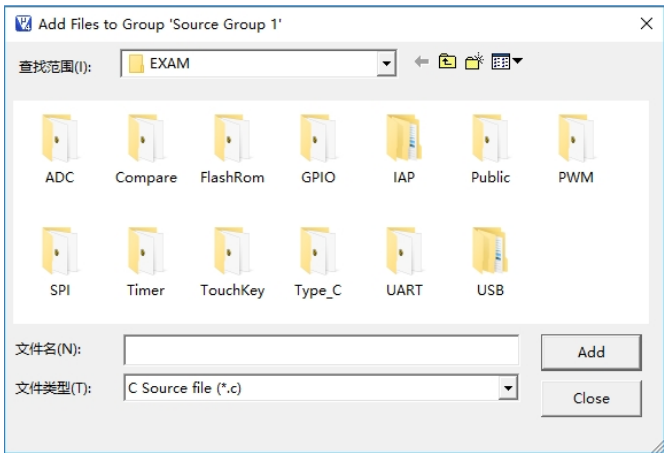 Add Files to Group 'Source Group 1'
查找范围(I): EXAM
ADC Compare FlashRom GPIO IAP Public PWM
SPI Timer TouchKey Type_C UART USB
文件名(N): Add
文件类型(T): C Source file (*.c) Close